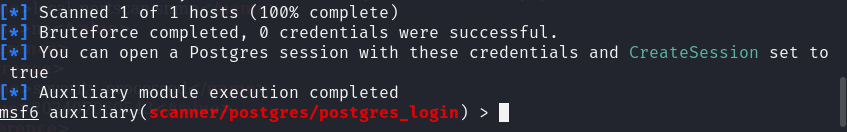 [*] Scanned 1 of 1 hosts (100% complete)
[*] Bruteforce completed, 0 credentials were successful.
[*] You can open a Postgres session with these credentials and CreateSession set to
true
[*] Auxiliary module execution completed
msf6 auxiliary(scanner/postgres/postgres_login) >